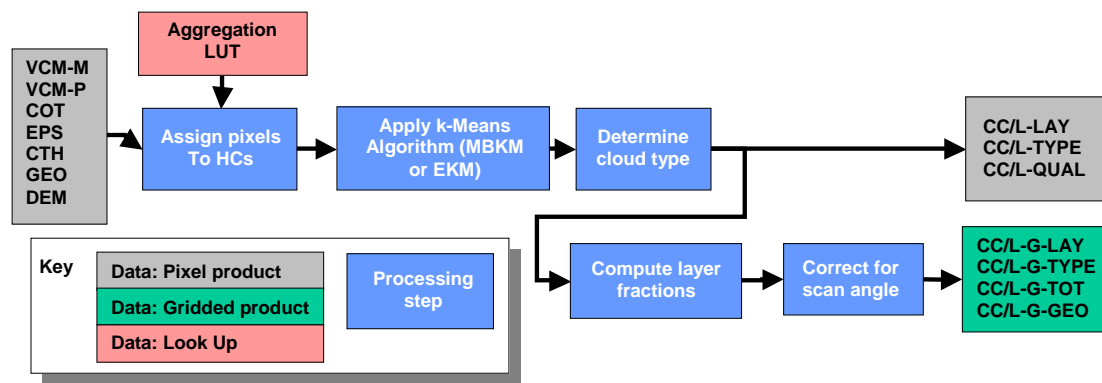 Aggregation
LUT
VCM-M
VCM-P
COT
EPS
CTH
GEO
DEM
Assign pixels
To HCs
Apply k-Means
Algorithm (MBKM
or EKM)
Determine
cloud type
CC/L-LAY
CC/L-TYPE
CC/L-QUAL
Key
Data: Pixel product
Data: Gridded product
Data: Look Up
Processing
step
Compute layer
fractions
Correct for
scan angle
CC/L-G-LAY
CC/L-G-TYPE
CC/L-G-TOT
CC/L-G-GEO